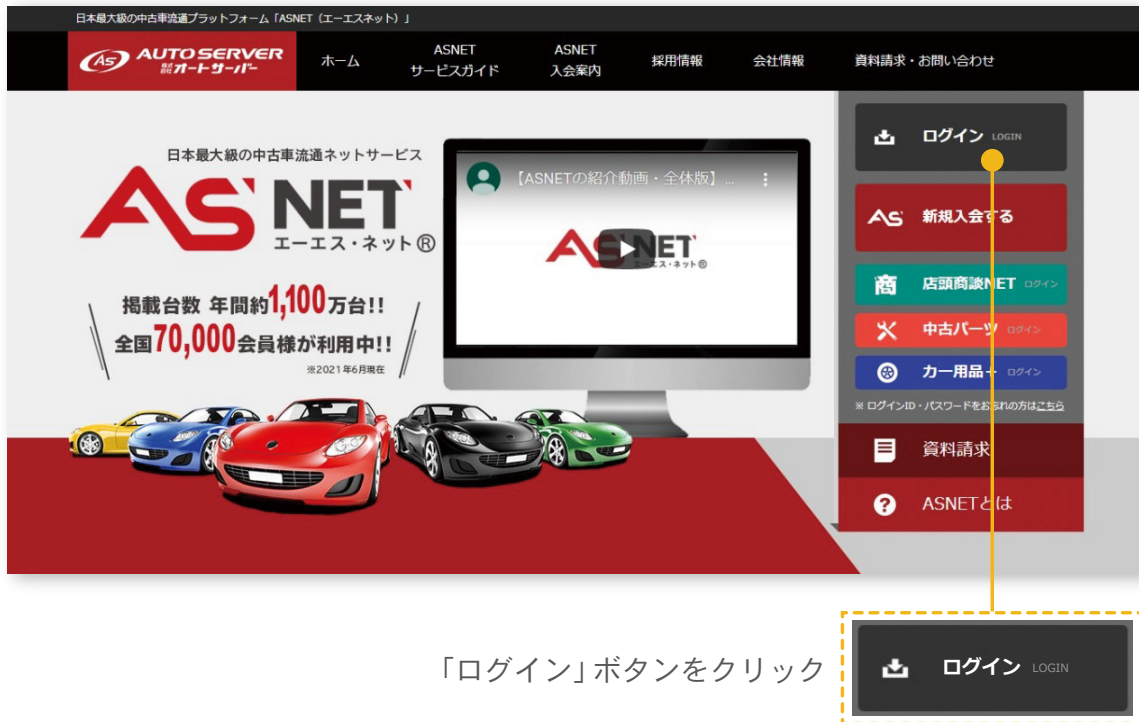 日本最大級の中古車流通プラットフォーム「ASNET（エーエスネット）」
AS AUTO SERVER
株式会社オートサーバー
ホーム
ASNET
サービスガイド
ASNET
入会案内
採用情報
会社情報
資料請求・お問い合わせ
日本最大級の中古車流通ネットサービス
ASNET
エーエス・ネット®
掲載台数 年間約1,100万台!!
全国70,000会員様が利用中!!
※2021年6月現在
【ASNETの紹介動画・全体版】...
ASNET
エーエス・ネット®
ログイン LOGIN
AS 新規入会する
商 店頭商談NET ログイン
中古パーツ ログイン
カー用品＋ ログイン
※ ログインID・パスワードをお忘れの方はこちら
資料請求
? ASNETとは
「ログイン」ボタンをクリック
ログイン LOGIN